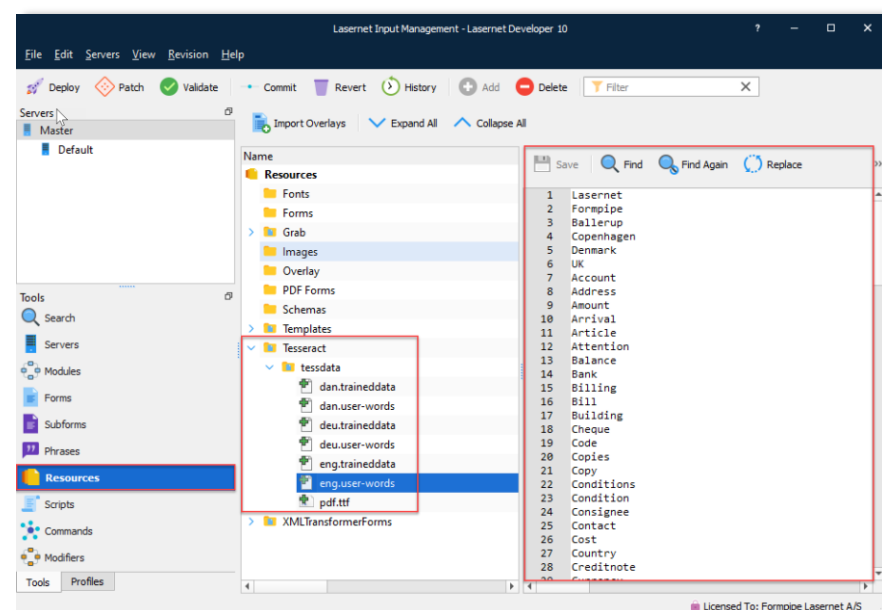 Lasernet Input Management - Lasernet Developer 10
File Edit Servers View Revision Help
Deploy Patch Validate Commit Revert History Add Delete Filter
Servers
Master
Default
Import Overlays Expand All Collapse All
Name
Resources
Fonts
Forms
Grab
Images
Overlay
PDF Forms
Schemas
Templates
Tesseract
tessdata
dan.traineddata
dan.user-words
deu.traineddata
deu.user-words
eng.traineddata
eng.user-words
pdf.ttf
XMLTransformerForms
Tools
Search
Servers
Modules
Forms
Subforms
Phrases
Resources
Scripts
Commands
Modifiers
Tools Profiles
Save Find Find Again Replace
1 Lasernet
2 Formpipe
3 Ballerup
4 Copenhagen
5 Denmark
6 UK
7 Account
8 Address
9 Amount
10 Arrival
11 Article
12 Attention
13 Balance
14 Bank
15 Billing
16 Bill
17 Building
18 Cheque
19 Code
20 Copies
21 Copy
22 Conditions
23 Condition
24 Consignee
25 Contact
26 Cost
27 Country
28 Creditnote
Licensed To: Formpipe Lasernet A/S